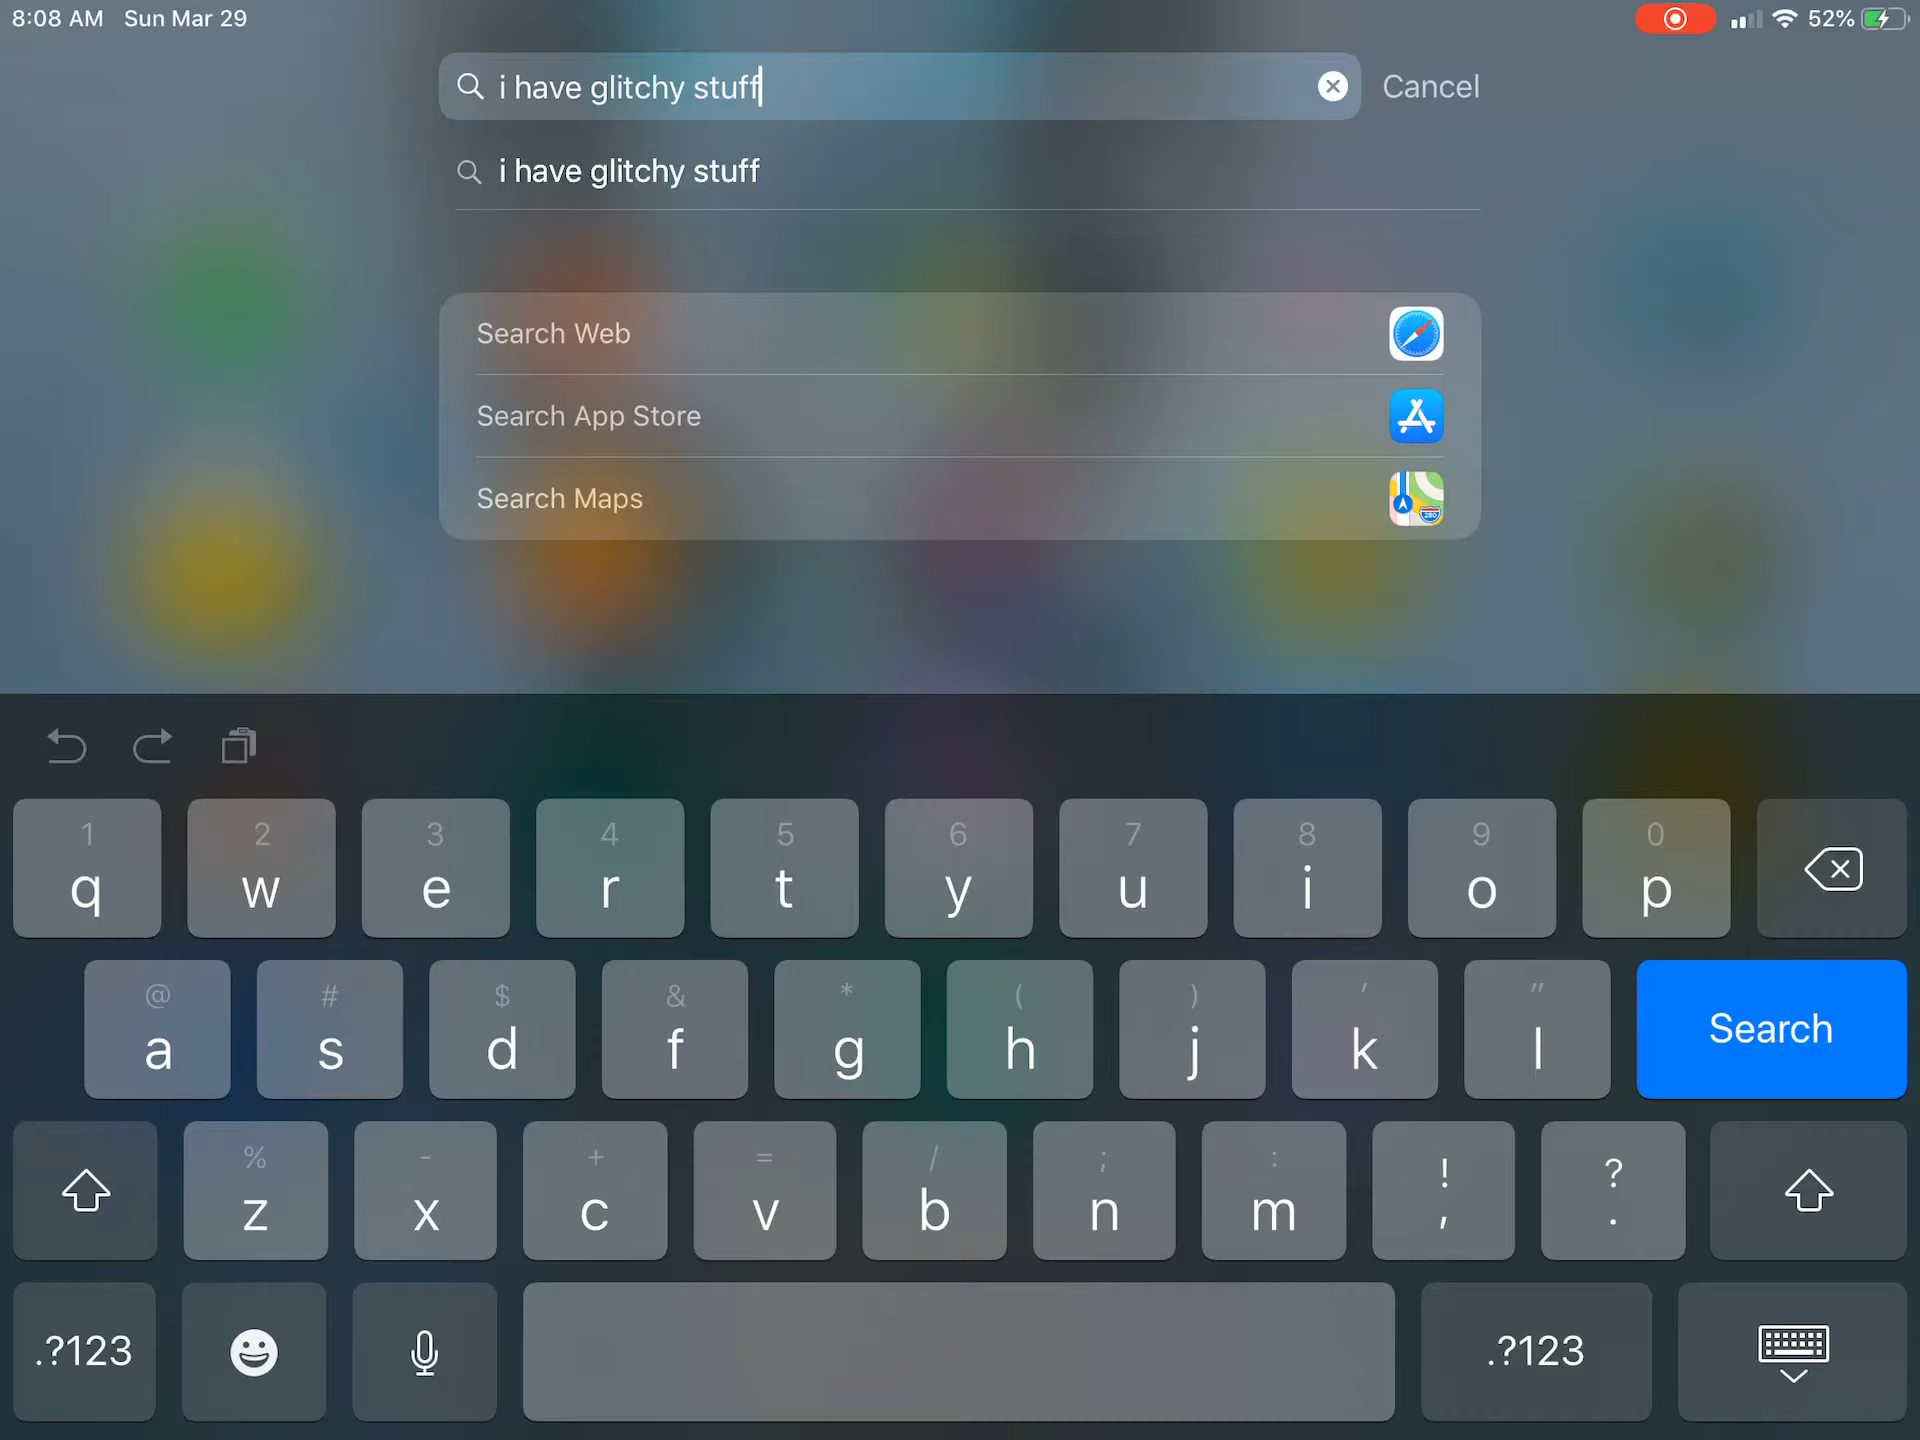 8:08 AM Sun Mar 29
52%
i have glitchy stuff
Cancel
i have glitchy stuff
Search Web
Search App Store
Search Maps
280
1 2 3 4 5 6 7 8 9 0
q w e r t y u i o p
@ # $ & * ( ) ' "
a s d f g h j k l Search
% - + = / ; : ! ?
z x c v b n m , .
.?123 .?123